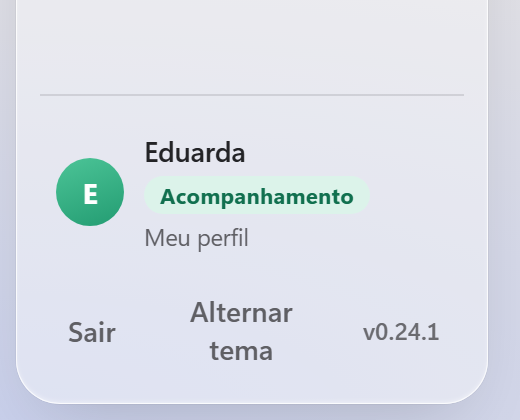 Eduarda
E
Acompanhamento
Meu perfil
Sair
Alternar
tema
v0.24.1